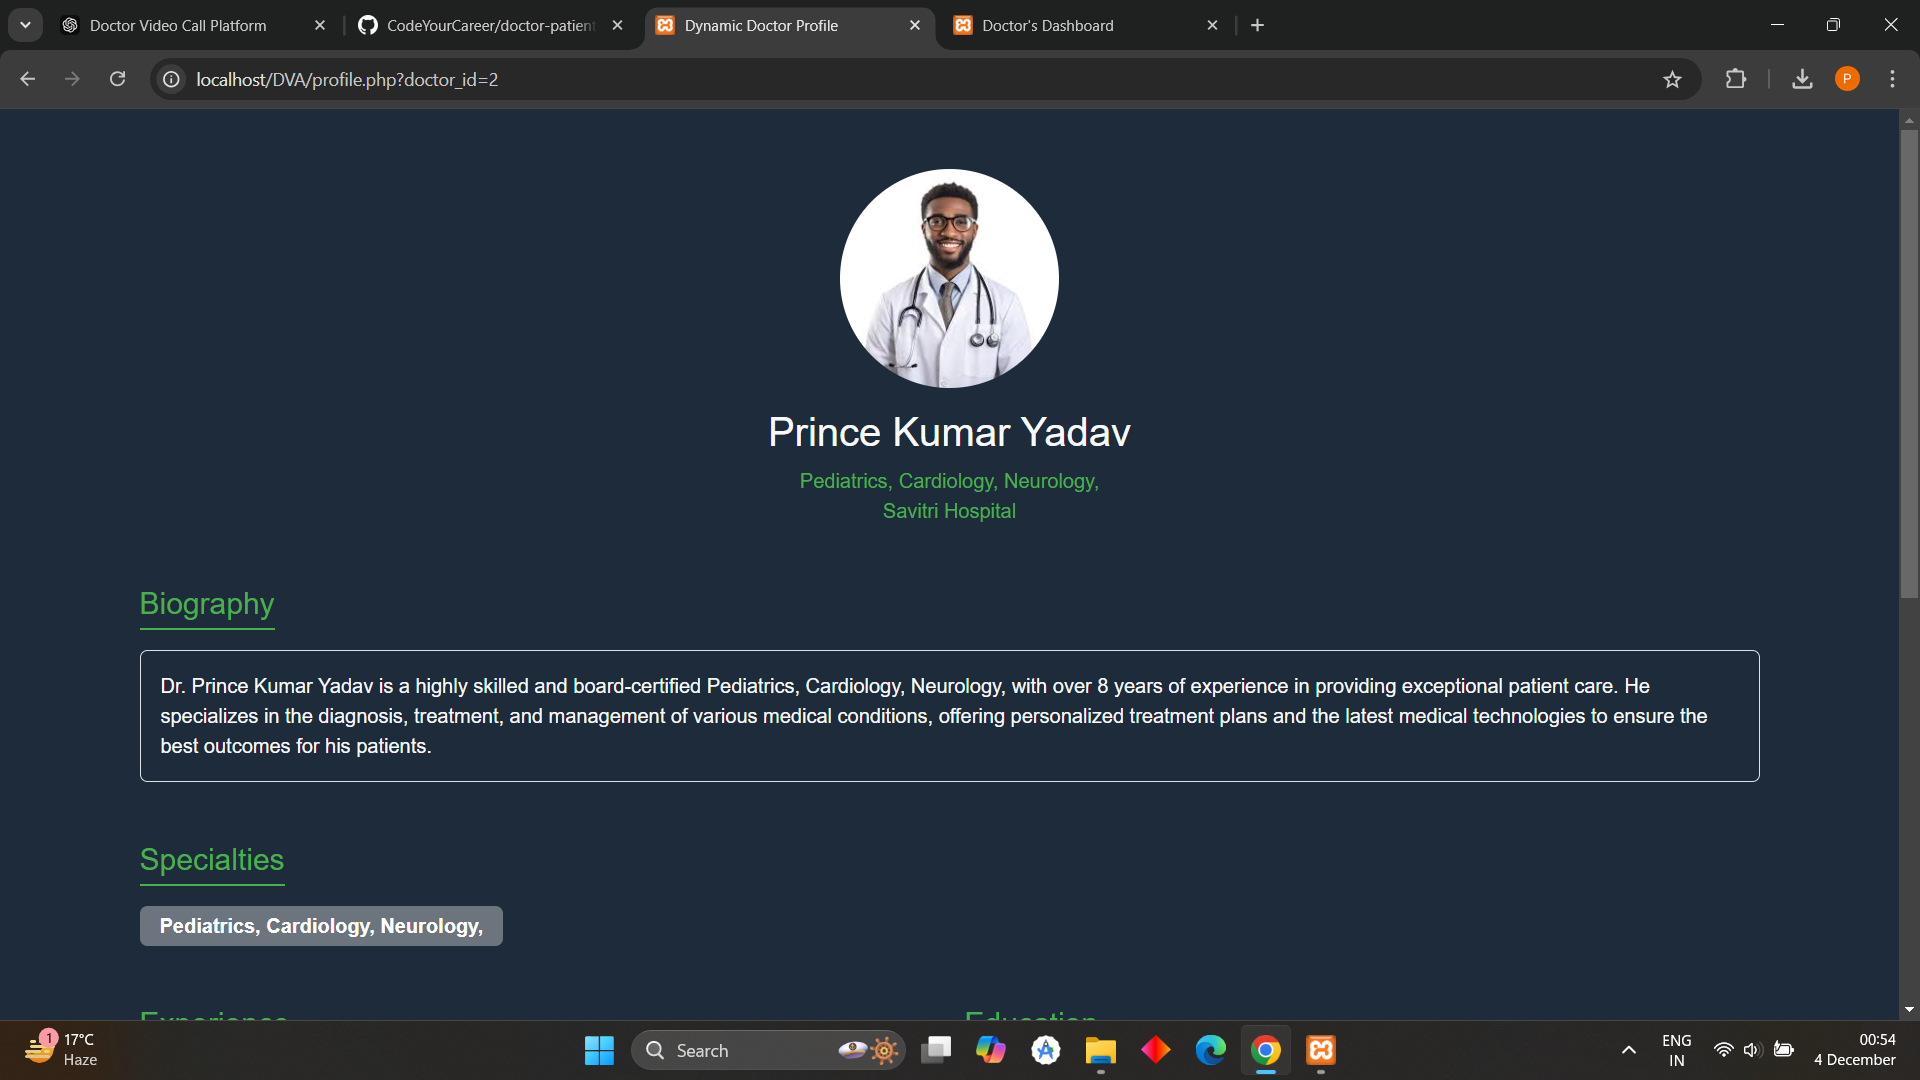 Doctor Video Call Platform
CodeYourCareer/doctor-patient
Dynamic Doctor Profile
Doctor's Dashboard
localhost/DVA/profile.php?doctor_id=2
P
Prince Kumar Yadav
Pediatrics, Cardiology, Neurology,
Savitri Hospital
Biography
Dr. Prince Kumar Yadav is a highly skilled and board-certified Pediatrics, Cardiology, Neurology, with over 8 years of experience in providing exceptional patient care. He
specializes in the diagnosis, treatment, and management of various medical conditions, offering personalized treatment plans and the latest medical technologies to ensure the
best outcomes for his patients.
Specialties
Pediatrics, Cardiology, Neurology,
Experience
Education
1
17°C
Haze
Search
ENG
IN
00:54
4 December